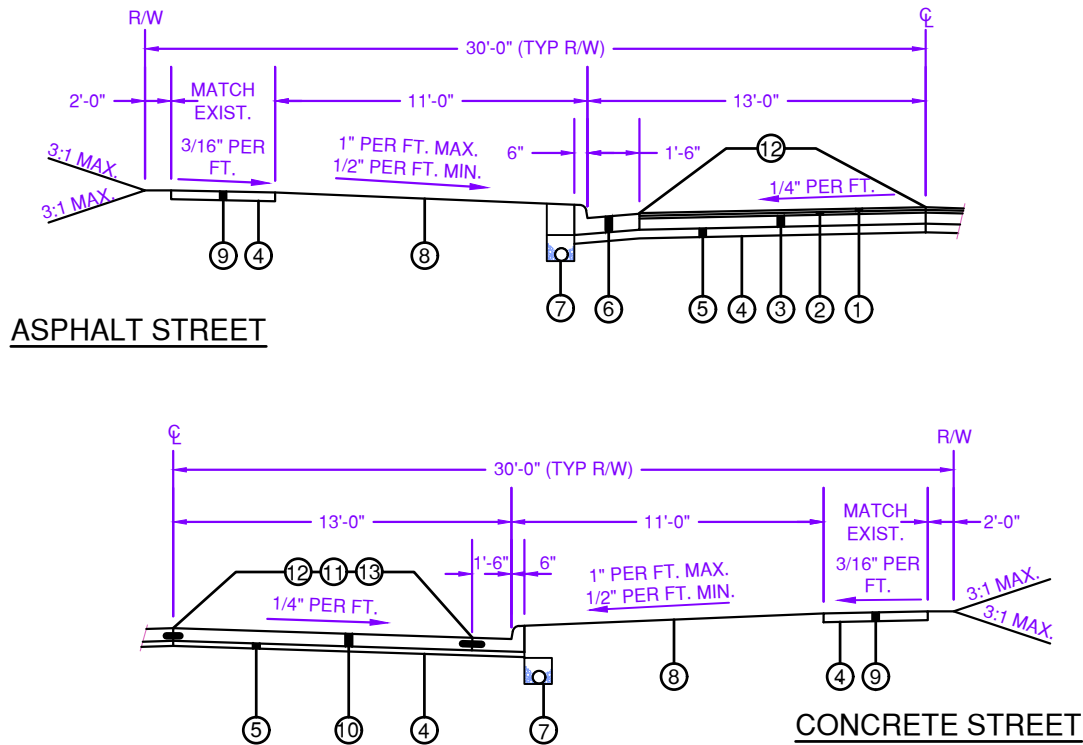 R/W
℄
30'-0" (TYP R/W)
2'-0"
MATCH
EXIST.
11'-0"
13'-0"
3/16" PER
FT.
1" PER FT. MAX.
1/2" PER FT. MIN.
6"
1'-6"
12
3:1 MAX.
3:1 MAX.
1/4" PER FT.
9
4
8
7
6
5
4
3
2
1
ASPHALT STREET
℄
R/W
30'-0" (TYP R/W)
13'-0"
11'-0"
MATCH
EXIST.
2'-0"
1'-6"
6"
12
11
13
1" PER FT. MAX.
1/2" PER FT. MIN.
3/16" PER
FT.
1/4" PER FT.
3:1 MAX.
3:1 MAX.
5
10
4
7
8
4
9
CONCRETE STREET